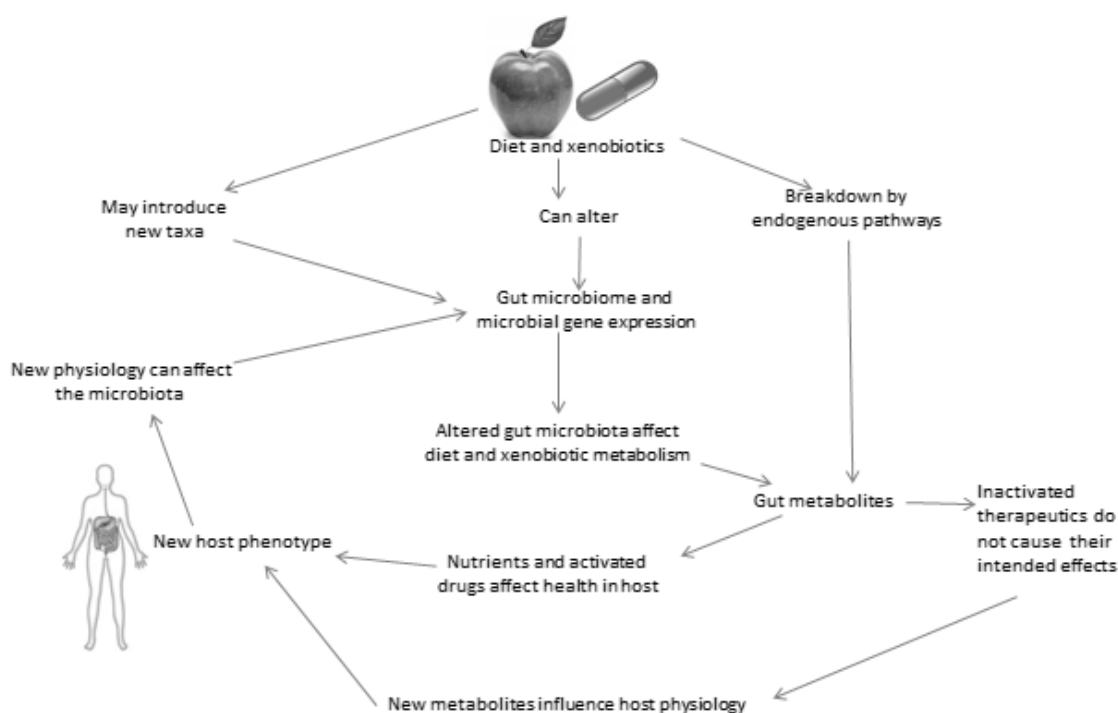 Diet and xenobiotics
May introduce
new taxa
Can alter
Breakdown by
endogenous pathways
Gut microbiome and
microbial gene expression
New physiology can affect
the microbiota
Altered gut microbiota affect
diet and xenobiotic metabolism
Gut metabolites
Inactivated
therapeutics do
not cause their
intended effects
New host phenotype
Nutrients and activated
drugs affect health in host
New metabolites influence host physiology